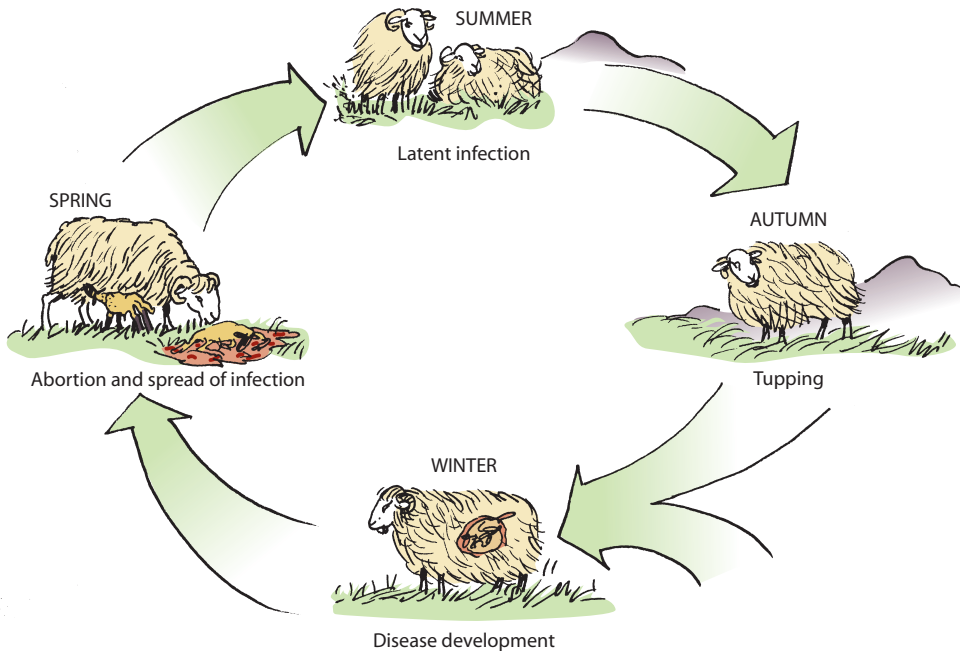 SUMMER
Latent infection
SPRING
Abortion and spread of infection
AUTUMN
Tupping
WINTER
Disease development